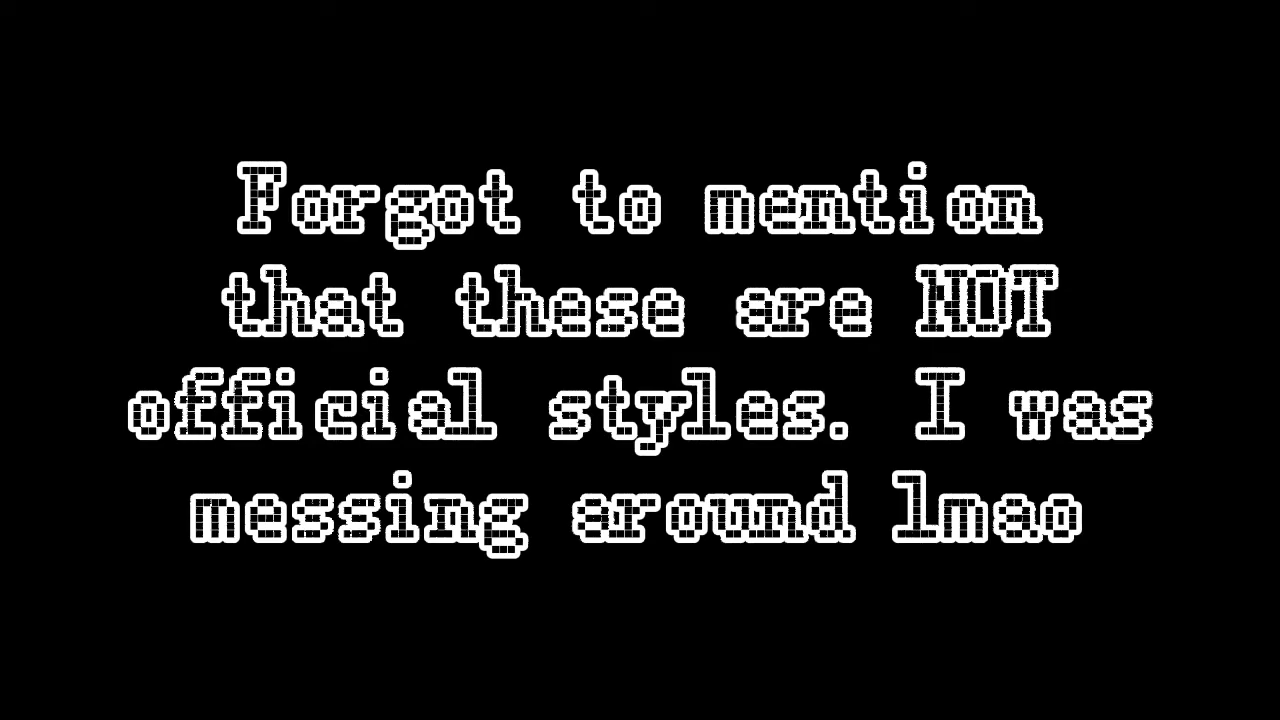 Forgot to mention
that these are NOT
official styles. I was
messing around lmao